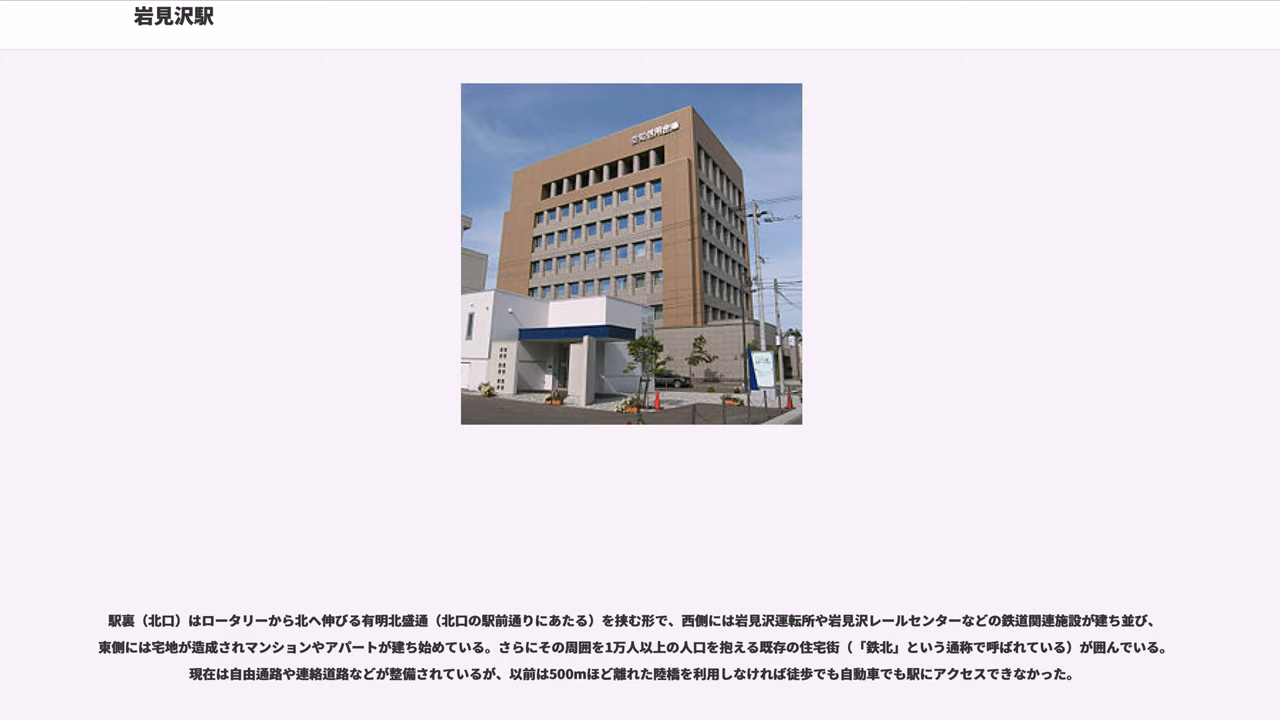 岩見沢駅
空知信用金庫
駅裏（北口）はロータリーから北へ伸びる有明北盛通（北口の駅前通りにあたる）を挟む形で、西側には岩見沢運転所や岩見沢レールセンターなどの鉄道関連施設が建ち並び、
東側には宅地が造成されマンションやアパートが建ち始めている。さらにその周囲を1万人以上の人口を抱える既存の住宅街（「鉄北」という通称で呼ばれている）が囲んでいる。
現在は自由通路や連絡道路などが整備されているが、以前は500mほど離れた陸橋を利用しなければ徒歩でも自動車でも駅にアクセスできなかった。